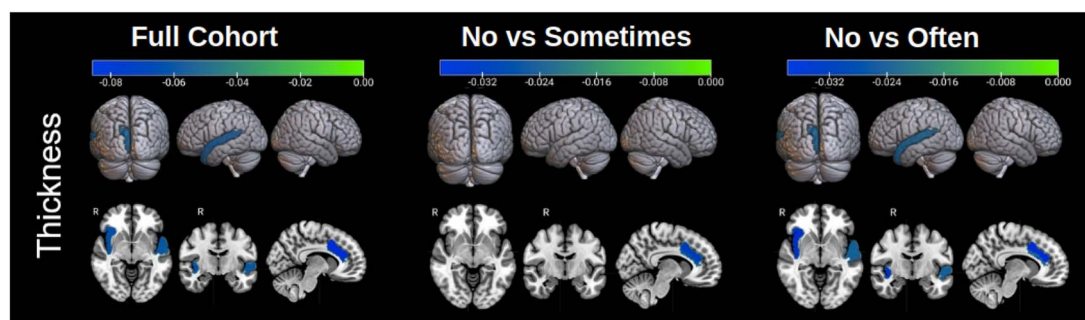 Full Cohort
No vs Sometimes
No vs Often
-0.08 -0.06 -0.04 -0.02 0.00
-0.032 -0.024 -0.016 -0.008 0.000
-0.032 -0.024 -0.016 -0.008 0.000
Thickness
R R
R R
R R